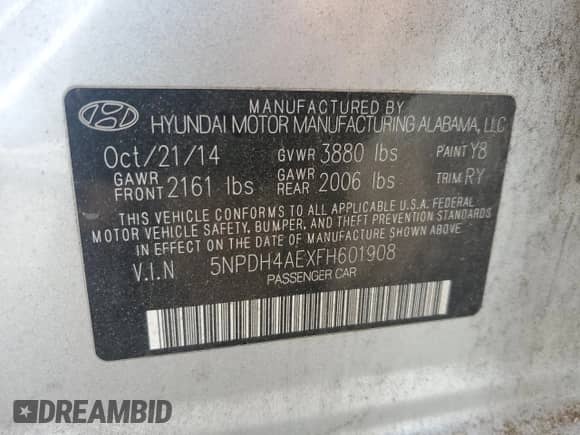 MANUFACTURED BY
HYUNDAI MOTOR MANUFACTURING ALABAMA, LLC
Oct/21/14 GVWR 3880 lbs PAINT Y8
GAWR FRONT 2161 lbs GAWR REAR 2006 lbs TRIM RY
THIS VEHICLE CONFORMS TO ALL APPLICABLE U.S.A. FEDERAL
MOTOR VEHICLE SAFETY, BUMPER, AND THEFT PREVENTION STANDARDS
IN EFFECT ON THE DATE OF MANUFACTURE SHOWN ABOVE.
V.I.N 5NPDH4AEXFH601908
PASSENGER CAR
DREAMBID